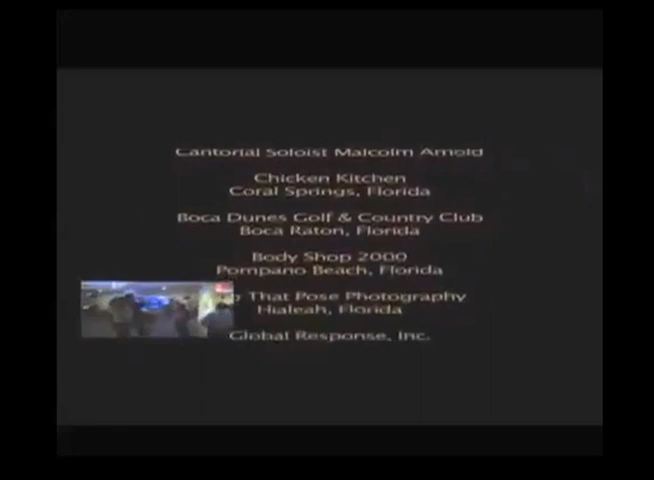 Cantorial Soloist Malcolm Arnold
Chicken Kitchen
Coral Springs, Florida
Boca Dunes Golf & Country Club
Boca Raton, Florida
Body Shop 2000
Pompano Beach, Florida
That Pose Photography
Hialeah, Florida
Global Response, Inc.